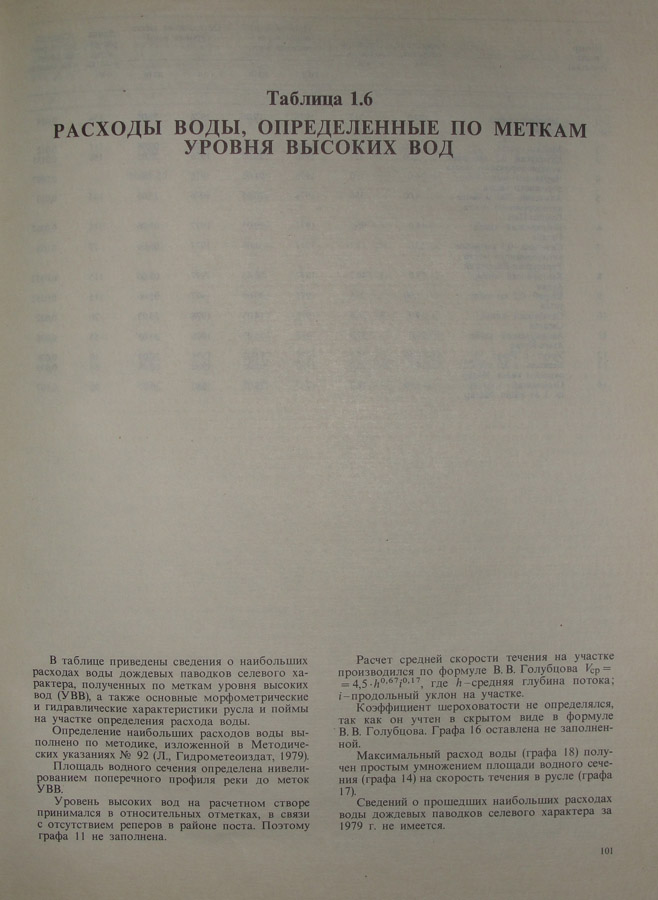 Таблица 1.6
РАСХОДЫ ВОДЫ, ОПРЕДЕЛЕННЫЕ ПО МЕТКАМ
УРОВНЯ ВЫСОКИХ ВОД
В таблице приведены сведения о наибольших
расходах воды дождевых паводков селевого ха-
рактера, полученных по меткам уровня высоких
вод (УВВ), а также основные морфометрические
и гидравлические характеристики русла и поймы
на участке определения расхода воды.
Определение наибольших расходов воды вы-
полнено по методике, изложенной в Методиче-
ских указаниях № 92 (Л., Гидрометеоиздат, 1979).
Площадь водного сечения определена нивели-
рованием поперечного профиля реки до меток
УВВ.
Уровень высоких вод на расчетном створе
принимался в относительных отметках, в связи
с отсутствием реперов в районе поста. Поэтому
графа 11 не заполнена.
Расчет средней скорости течения на участке
производился по формуле В. В. Голубцова Vср =
= 4,5·h^0,67 i^0,17, где h–средняя глубина потока;
i–продольный уклон на участке.
Коэффициент шероховатости не определялся,
так как он учтен в скрытом виде в формуле
В. В. Голубцова. Графа 16 оставлена не заполнен-
ной.
Максимальный расход воды (графа 18) полу-
чен простым умножением площади водного сече-
ния (графа 14) на скорость течения в русле (графа
17).
Сведений о прошедших наибольших расходах
воды дождевых паводков селевого характера за
1979 г. не имеется.
101